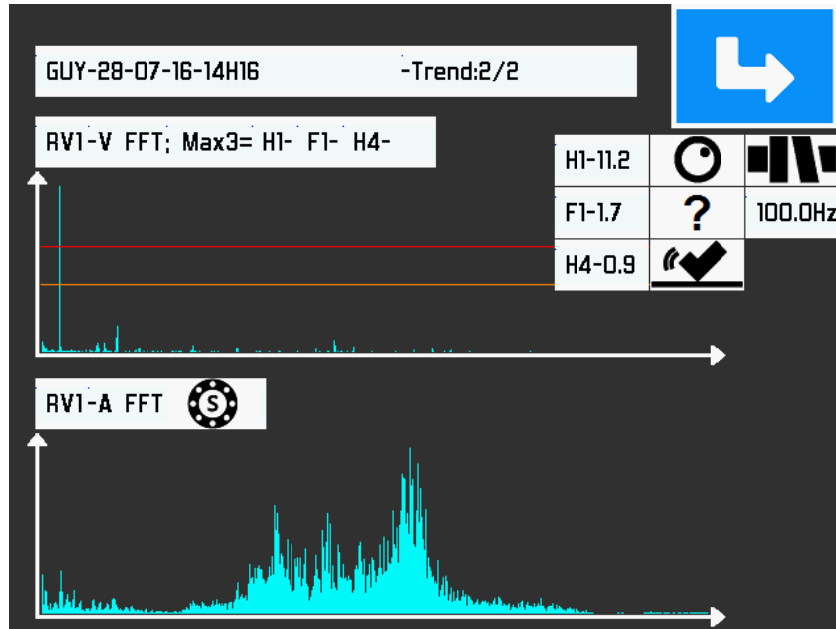 GUY-28-07-16-14H16 -Trend:2/2
RV1-V FFT; Max3= H1- F1- H4-
H1-11.2
F1-1.7 ? 100.0Hz
H4-0.9
RV1-A FFT S